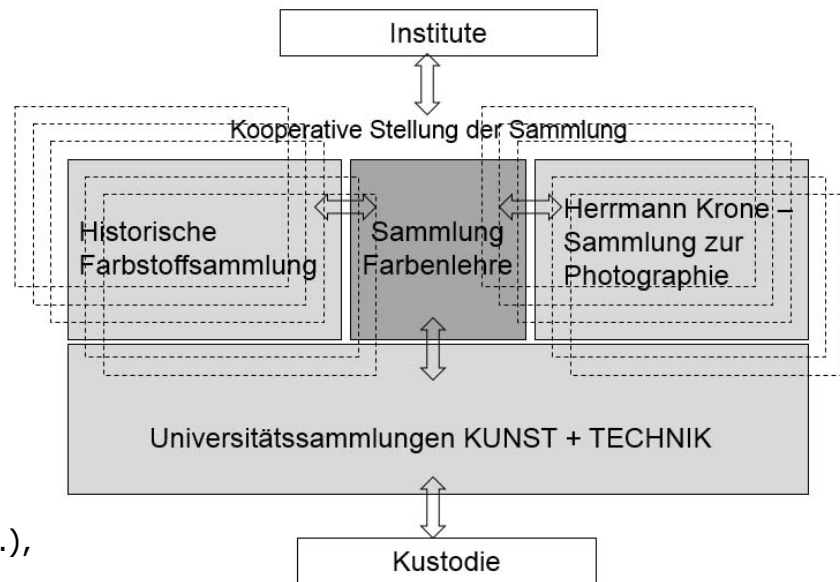 Institute
Kooperative Stellung der Sammlung
Historische
Farbstoffsammlung
Sammlung
Farbenlehre
Herrmann Krone –
Sammlung zur
Photographie
Universitätssammlungen KUNST + TECHNIK
.),
Kustodie